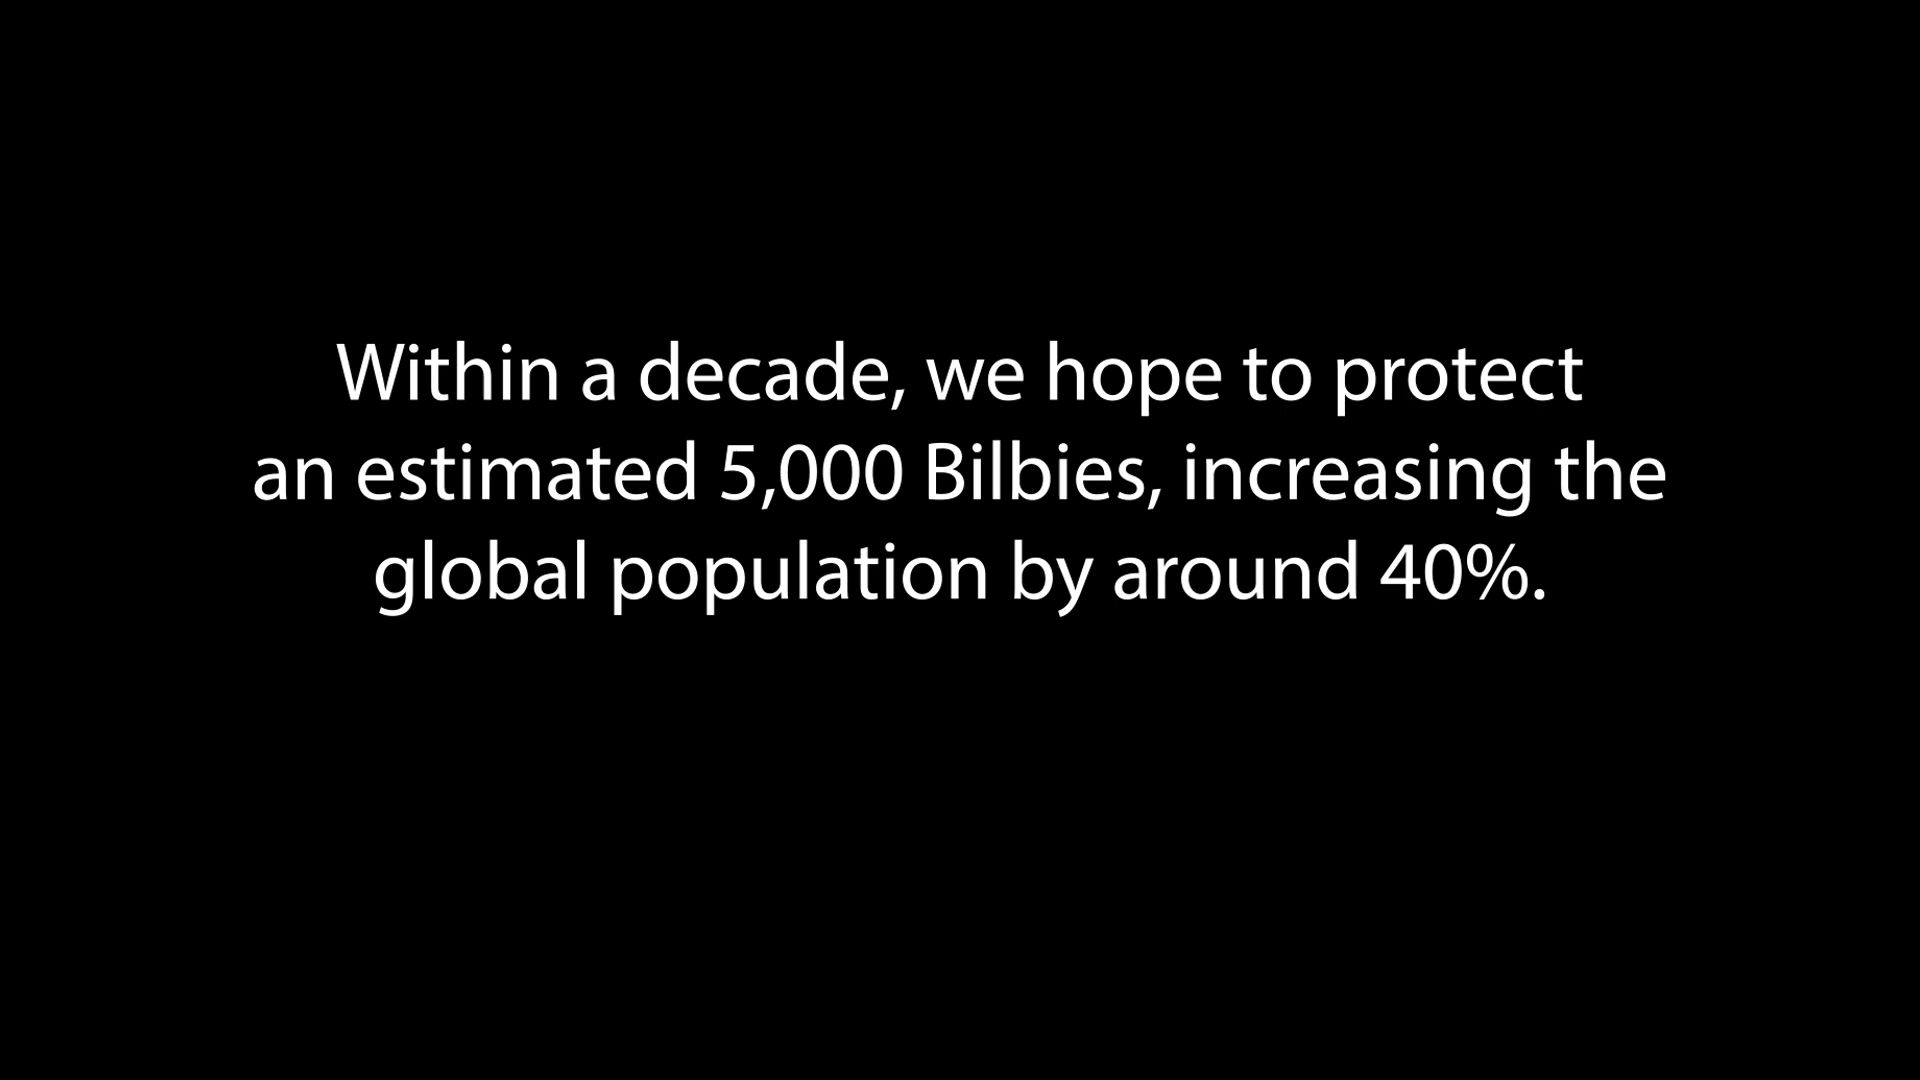 Within a decade, we hope to protect
an estimated 5,000 Bilbies, increasing the
global population by around 40%.